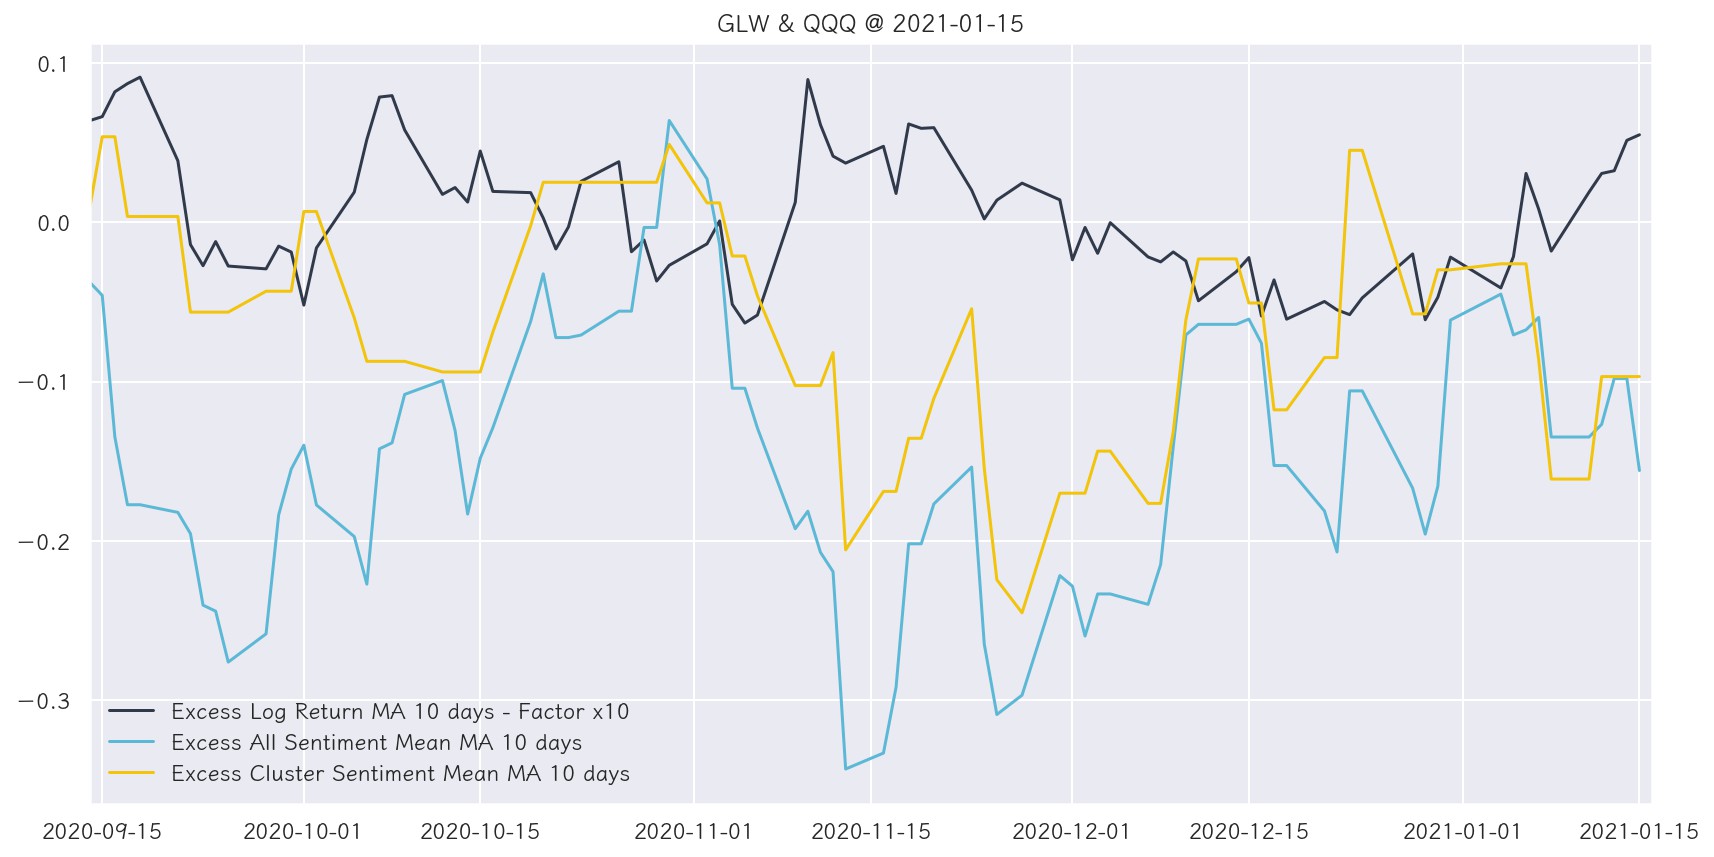 GLW & QQQ @ 2021-01-15
0.1
0.0
−0.1
−0.2
−0.3
Excess Log Return MA 10 days - Factor x10
Excess All Sentiment Mean MA 10 days
Excess Cluster Sentiment Mean MA 10 days
2020-09-15 2020-10-01 2020-10-15 2020-11-01 2020-11-15 2020-12-01 2020-12-15 2021-01-01 2021-01-15